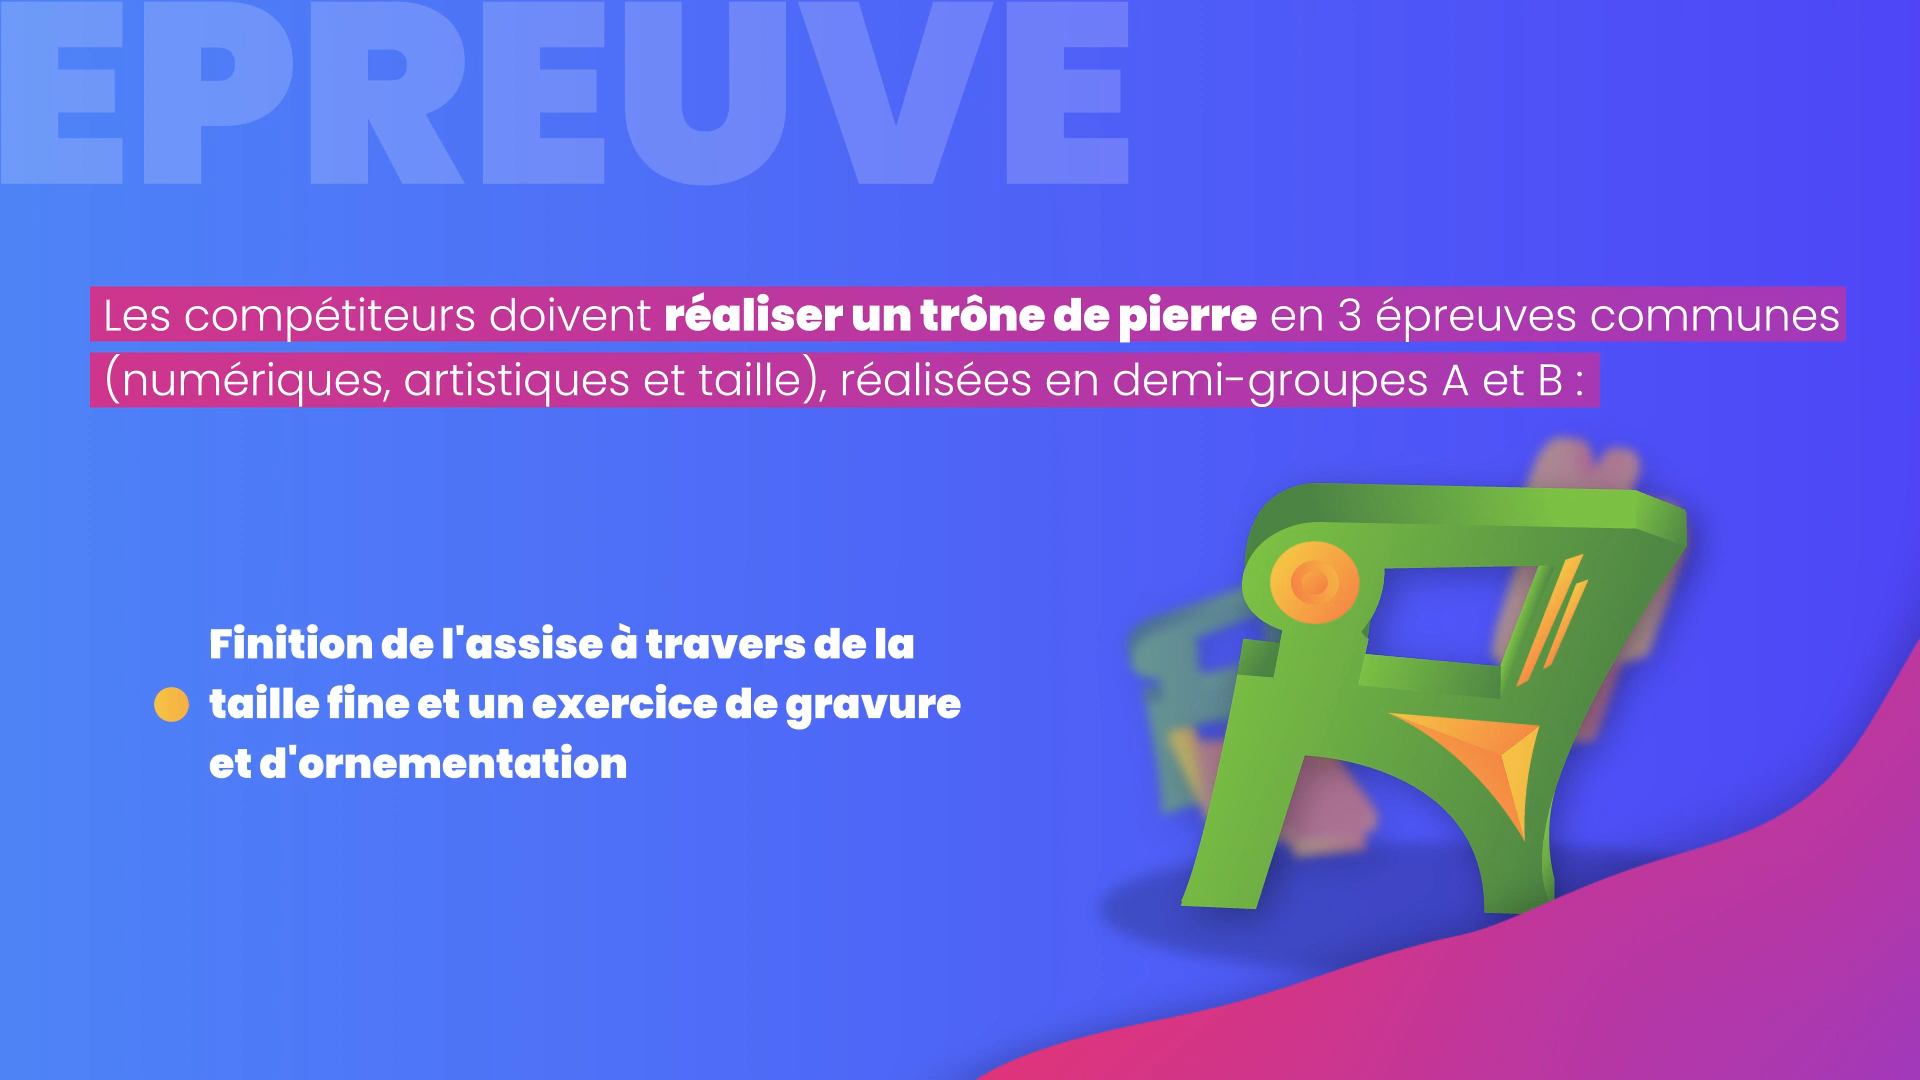 EPREUVE
Les compétiteurs doivent réaliser un trône de pierre en 3 épreuves communes
(numériques, artistiques et taille), réalisées en demi-groupes A et B :
Finition de l'assise à travers de la
taille fine et un exercice de gravure
et d'ornementation